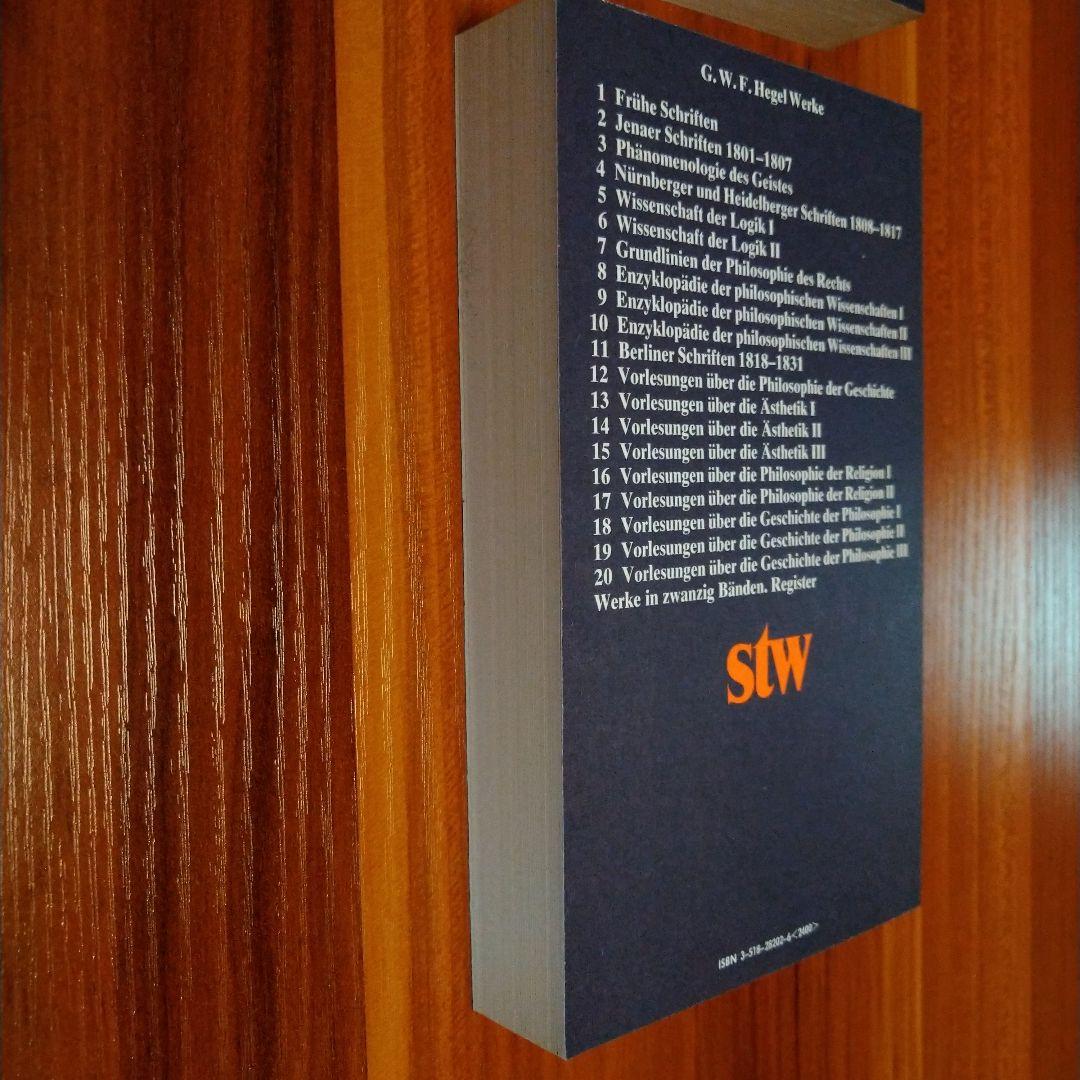 G. W. F. Hegel Werke
1 Frühe Schriften
2 Jenaer Schriften 1801–1807
3 Phänomenologie des Geistes
4 Nürnberger und Heidelberger Schriften 1808–1817
5 Wissenschaft der Logik I
6 Wissenschaft der Logik II
7 Grundlinien der Philosophie des Rechts
8 Enzyklopädie der philosophischen Wissenschaften I
9 Enzyklopädie der philosophischen Wissenschaften II
10 Enzyklopädie der philosophischen Wissenschaften III
11 Berliner Schriften 1818–1831
12 Vorlesungen über die Philosophie der Geschichte
13 Vorlesungen über die Ästhetik I
14 Vorlesungen über die Ästhetik II
15 Vorlesungen über die Ästhetik III
16 Vorlesungen über die Philosophie der Religion I
17 Vorlesungen über die Philosophie der Religion II
18 Vorlesungen über die Geschichte der Philosophie I
19 Vorlesungen über die Geschichte der Philosophie II
20 Vorlesungen über die Geschichte der Philosophie III
Werke in zwanzig Bänden. Register
stw
ISBN 3-518-28202-6<2400>